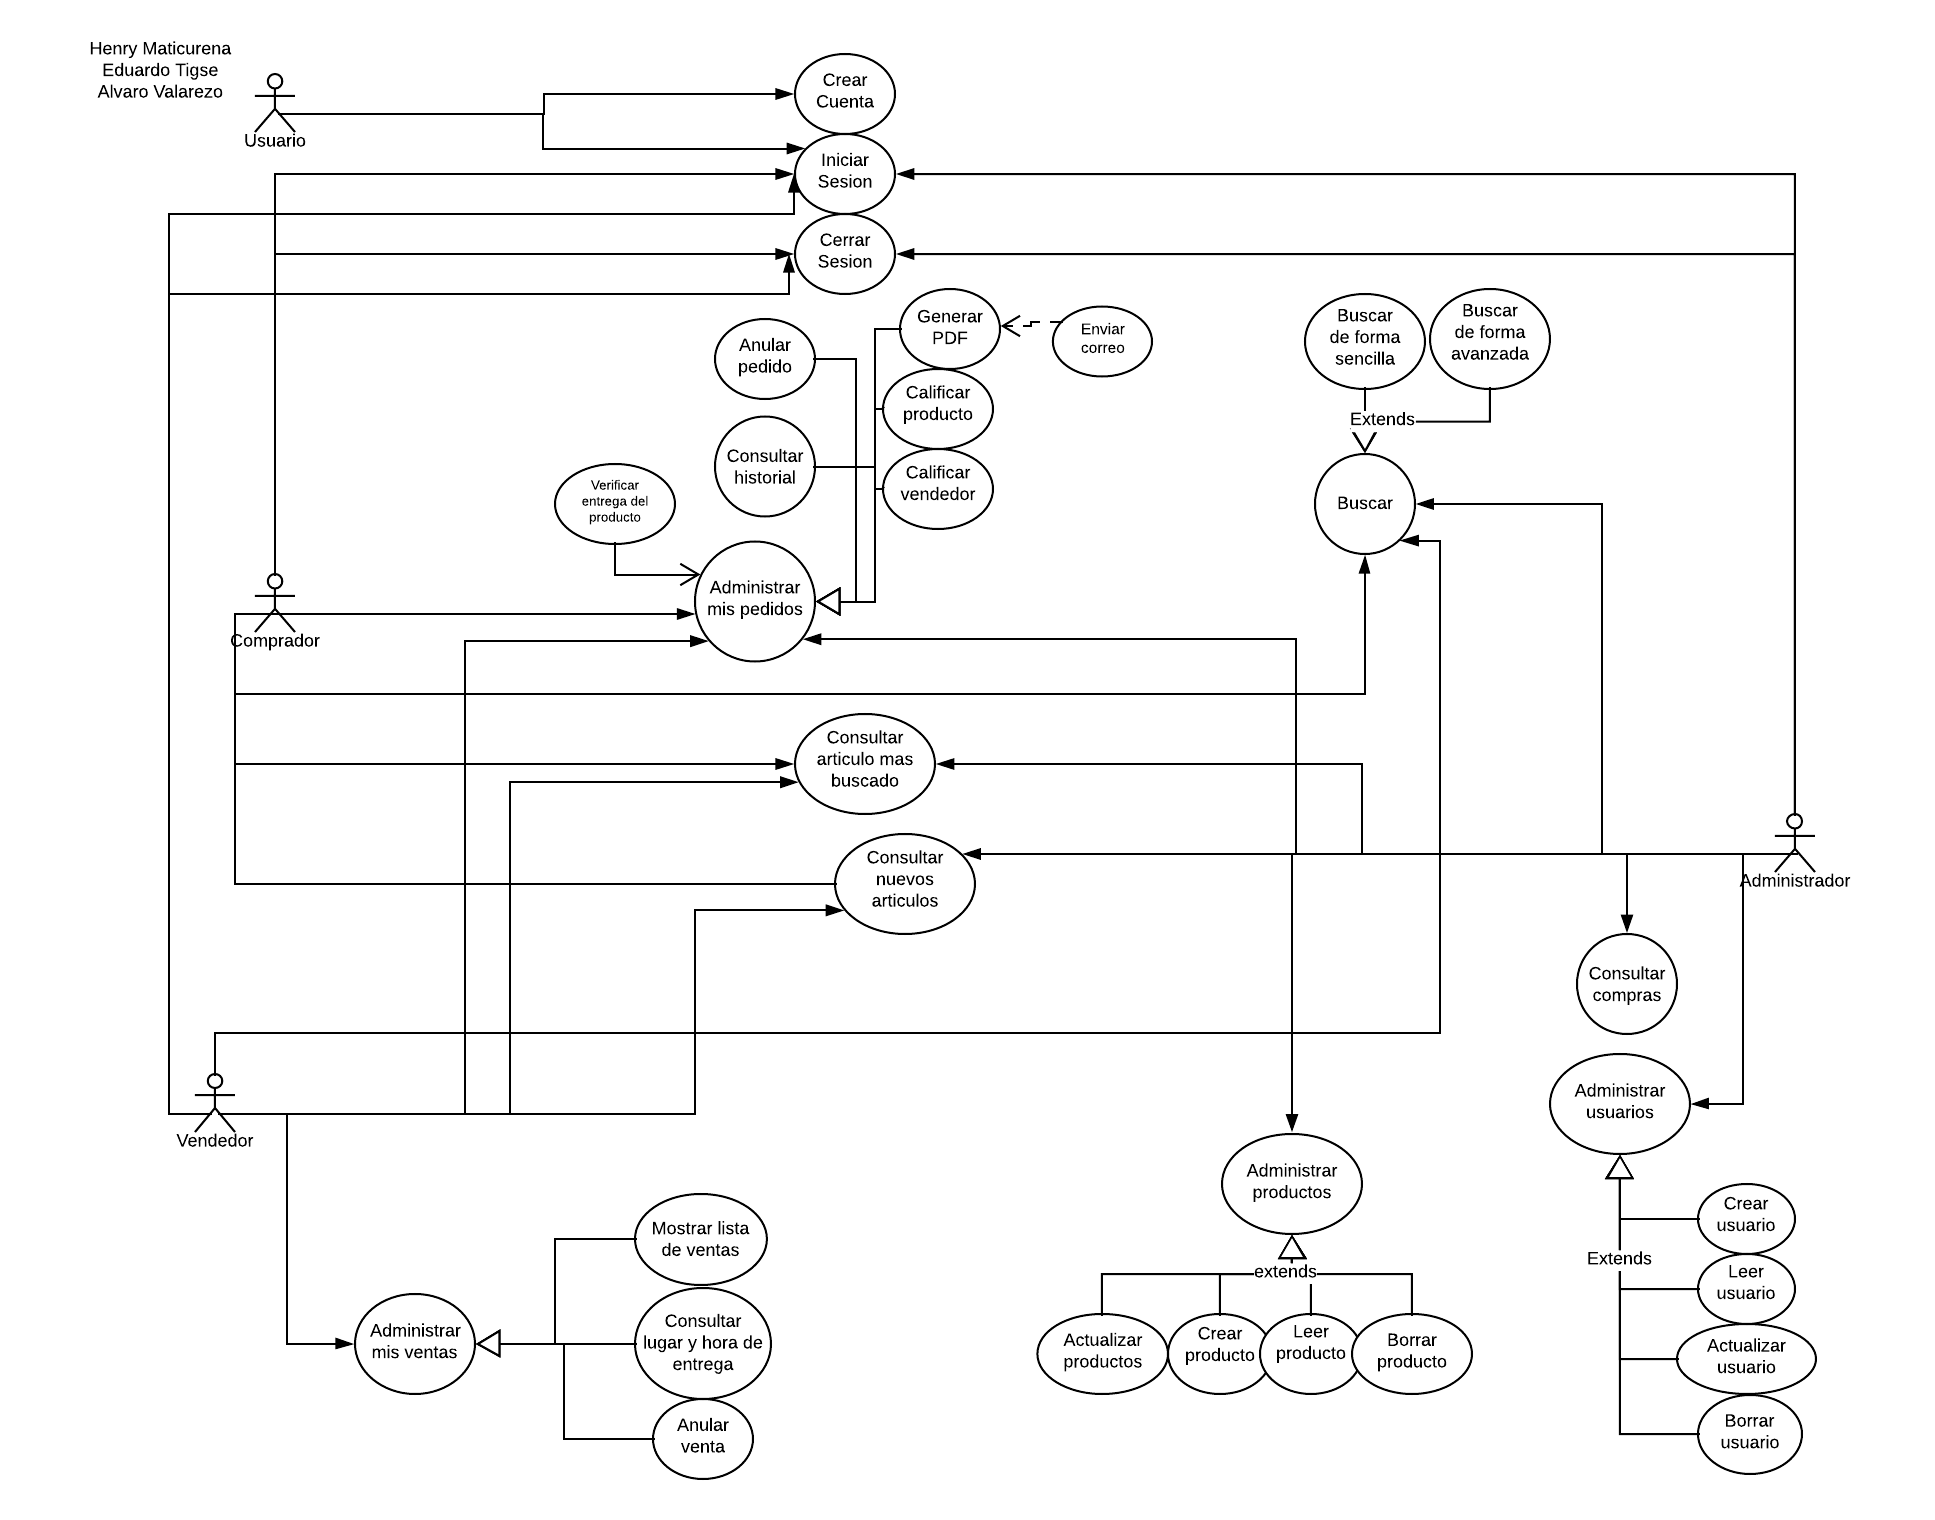 Henry Maticurena
Eduardo Tigse
Alvaro Valarezo
Usuario
Crear
Cuenta
Iniciar
Sesion
Cerrar
Sesion
Generar
PDF
Enviar
correo
Anular
pedido
Calificar
producto
Consultar
historial
Calificar
vendedor
Verificar
entrega del
producto
Administrar
mis pedidos
Buscar
de forma
sencilla
Buscar
de forma
avanzada
Extends
Buscar
Comprador
Consultar
articulo mas
buscado
Consultar
nuevos
articulos
Administrador
Consultar
compras
Administrar
usuarios
Vendedor
Administrar
productos
extends
Actualizar
productos
Crear
producto
Leer
producto
Borrar
producto
Crear
usuario
Extends
Leer
usuario
Actualizar
usuario
Borrar
usuario
Mostrar lista
de ventas
Administrar
mis ventas
Consultar
lugar y hora de
entrega
Anular
venta